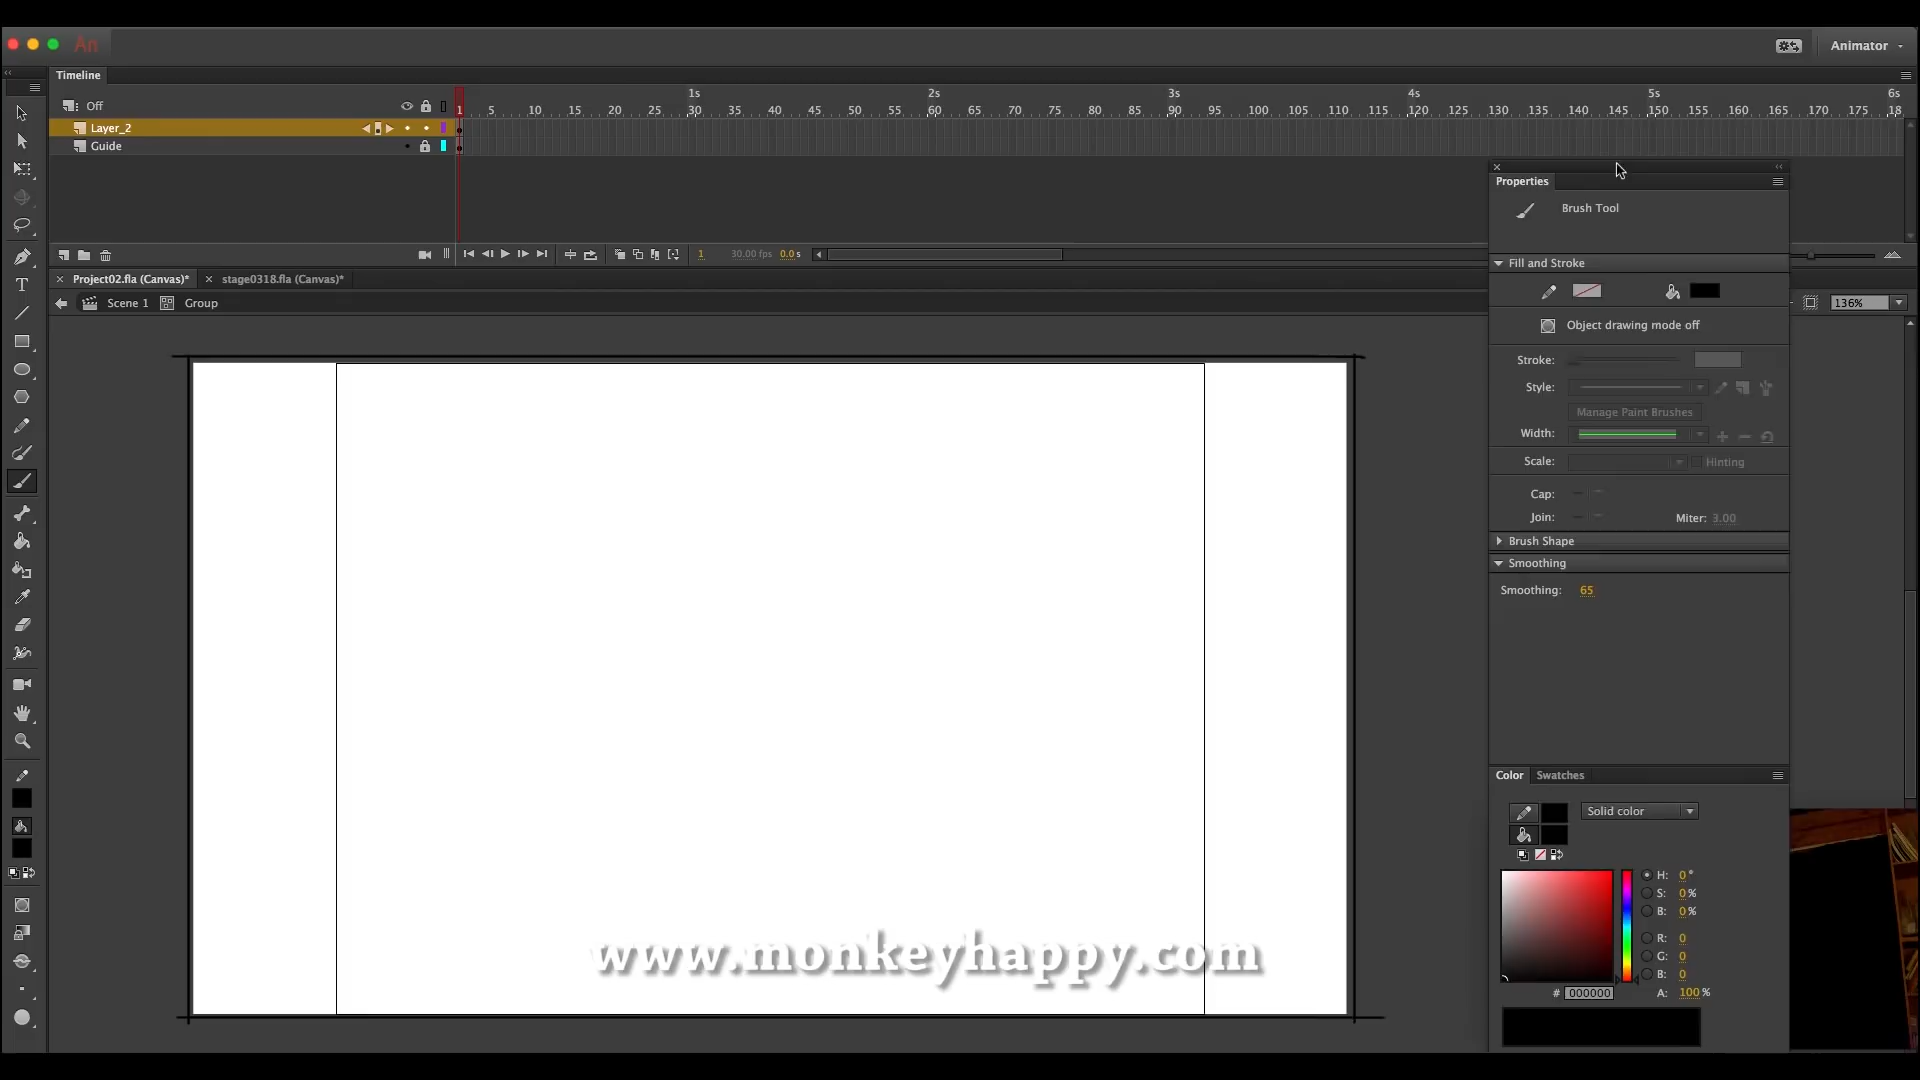 An
Animator
Timeline
Off
1s 2s 3s 4s 5s 6s
1 5 10 15 20 25 30 35 40 45 50 55 60 65 70 75 80 85 90 95 100 105 110 115 120 125 130 135 140 145 150 155 160 165 170 175 18
Layer_2
Guide
1 30.00 fps 0.0 s
Project02.fla (Canvas)*
stage0318.fla (Canvas)*
Scene 1 Group
136%
Properties
Brush Tool
Fill and Stroke
Object drawing mode off
Stroke:
Style:
Manage Paint Brushes
Width:
Scale:
Hinting
Cap:
Join:
Miter: 3.00
Brush Shape
Smoothing
Smoothing: 65
Color Swatches
Solid color
H: 0 °
S: 0 %
B: 0 %
R: 0
G: 0
B: 0
# 000000
A: 100 %
www.monkeyhappy.com